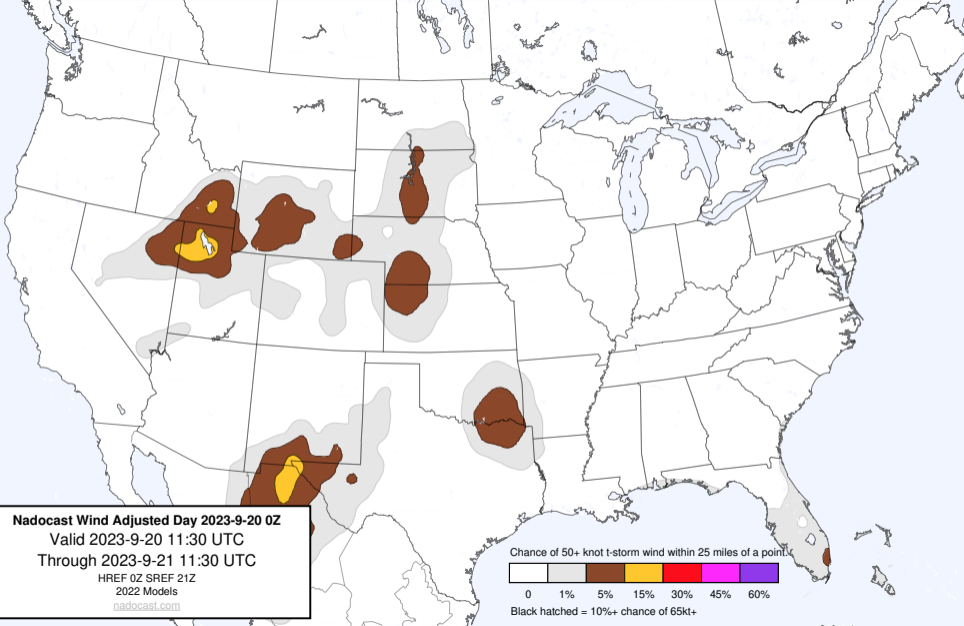 Nadocast Wind Adjusted Day 2023-9-20 0Z
Valid 2023-9-20 11:30 UTC
Through 2023-9-21 11:30 UTC
HREF 0Z SREF 21Z
2022 Models
nadocast.com
Chance of 50+ knot t-storm wind within 25 miles of a point.
0 1% 5% 15% 30% 45% 60%
Black hatched = 10%+ chance of 65kt+